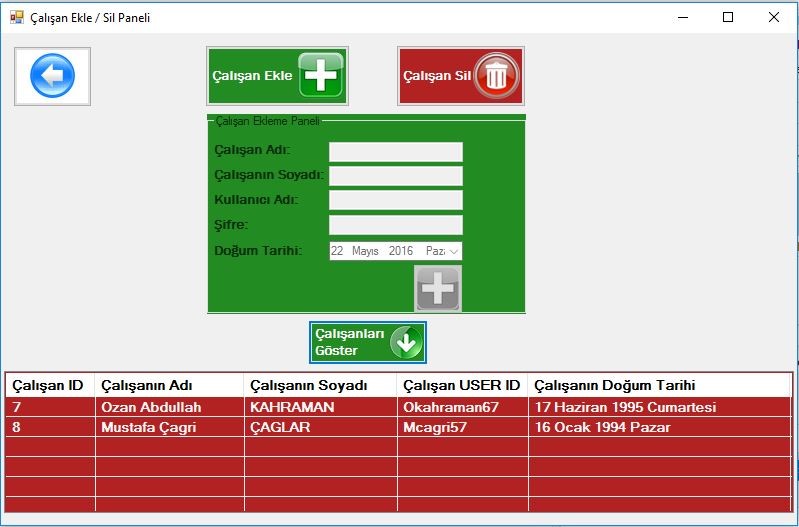 Çalışan Ekle / Sil Paneli
Çalışan Ekle
Çalışan Sil
Çalışan Ekleme Paneli
Çalışan Adı:
Çalışanın Soyadı:
Kullanıcı Adı:
Şifre:
Doğum Tarihi: 22 Mayıs 2016 Paza
Çalışanları
Göster
Çalışan ID Çalışanın Adı Çalışanın Soyadı Çalışan USER ID Çalışanın Doğum Tarihi
7 Ozan Abdullah KAHRAMAN Okahraman67 17 Haziran 1995 Cumartesi
8 Mustafa Çagri ÇAGLAR Mcagri57 16 Ocak 1994 Pazar